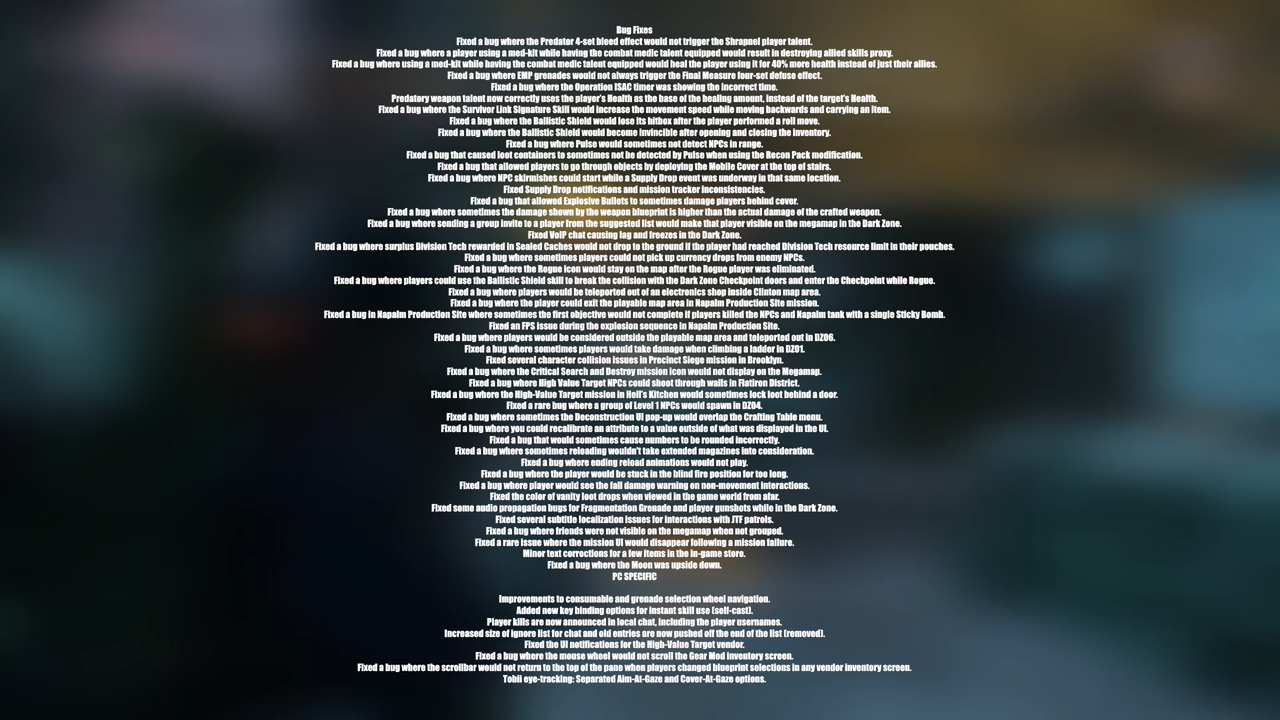 Bug Fixes
Fixed a bug where the Predator 4-set bleed effect would not trigger the Shrapnel player talent.
Fixed a bug where a player using a med-kit while having the combat medic talent equipped would result in destroying allied skills proxy.
Fixed a bug where using a med-kit while having the combat medic talent equipped would heal the player using it for 40% more health instead of just their allies.
Fixed a bug where EMP grenades would not always trigger the Final Measure four-set defuse effect.
Fixed a bug where the Operation ISAC timer was showing the incorrect time.
Predatory weapon talent now correctly uses the player's Health as the base of the healing amount, instead of the target's Health.
Fixed a bug where the Survivor Link Signature Skill would increase the movement speed while moving backwards and carrying an item.
Fixed a bug where the Ballistic Shield would lose its hitbox after the player performed a roll move.
Fixed a bug where the Ballistic Shield would become invincible after opening and closing the inventory.
Fixed a bug where Pulse would sometimes not detect NPCs in range.
Fixed a bug that caused loot containers to sometimes not be detected by Pulse when using the Recon Pack modification.
Fixed a bug that allowed players to go through objects by deploying the Mobile Cover at the top of stairs.
Fixed a bug where NPC skirmishes could start while a Supply Drop event was underway in that same location.
Fixed Supply Drop notifications and mission tracker inconsistencies.
Fixed a bug that allowed Explosive Bullets to sometimes damage players behind cover.
Fixed a bug where sometimes the damage shown by the weapon blueprint is higher than the actual damage of the crafted weapon.
Fixed a bug where sending a group invite to a player from the suggested list would make that player visible on the megamap in the Dark Zone.
Fixed VoIP chat causing lag and freezes in the Dark Zone.
Fixed a bug where surplus Division Tech rewarded in Sealed Caches would not drop to the ground if the player had reached Division Tech resource limit in their pouches.
Fixed a bug where sometimes players could not pick up currency drops from enemy NPCs.
Fixed a bug where the Rogue icon would stay on the map after the Rogue player was eliminated.
Fixed a bug where players could use the Ballistic Shield skill to break the collision with the Dark Zone Checkpoint doors and enter the Checkpoint while Rogue.
Fixed a bug where players would be teleported out of an electronics shop inside Clinton map area.
Fixed a bug where the player could exit the playable map area in Napalm Production Site mission.
Fixed a bug in Napalm Production Site where sometimes the first objective would not complete if players killed the NPCs and Napalm tank with a single Sticky Bomb.
Fixed an FPS issue during the explosion sequence in Napalm Production Site.
Fixed a bug where players would be considered outside the playable map area and teleported out in DZ06.
Fixed a bug where sometimes players would take damage when climbing a ladder in DZ01.
Fixed several character collision issues in Precinct Siege mission in Brooklyn.
Fixed a bug where the Critical Search and Destroy mission icon would not display on the Megamap.
Fixed a bug where High Value Target NPCs could shoot through walls in Flatiron District.
Fixed a bug where the High-Value Target mission in Hell's Kitchen would sometimes lock loot behind a door.
Fixed a rare bug where a group of Level 1 NPCs would spawn in DZ04.
Fixed a bug where sometimes the Deconstruction UI pop-up would overlap the Crafting Table menu.
Fixed a bug where you could recalibrate an attribute to a value outside of what was displayed in the UI.
Fixed a bug that would sometimes cause numbers to be rounded incorrectly.
Fixed a bug where sometimes reloading wouldn't take extended magazines into consideration.
Fixed a bug where ending reload animations would not play.
Fixed a bug where the player would be stuck in the blind fire position for too long.
Fixed a bug where player would see the fall damage warning on non-movement interactions.
Fixed the color of vanity loot drops when viewed in the game world from afar.
Fixed some audio propagation bugs for Fragmentation Grenade and player gunshots while in the Dark Zone.
Fixed several subtitle localization issues for interactions with JTF patrols.
Fixed a bug where friends were not visible on the megamap when not grouped.
Fixed a rare issue where the mission UI would disappear following a mission failure.
Minor text corrections for a few items in the in-game store.
Fixed a bug where the Moon was upside down.
PC SPECIFIC
Improvements to consumable and grenade selection wheel navigation.
Added new key binding options for instant skill use (self-cast).
Player kills are now announced in local chat, including the player usernames.
Increased size of ignore list for chat and old entries are now pushed off the end of the list (removed).
Fixed the UI notifications for the High-Value Target vendor.
Fixed a bug where the mouse wheel would not scroll the Gear Mod inventory screen.
Fixed a bug where the scrollbar would not return to the top of the pane when players changed blueprint selections in any vendor inventory screen.
Tobii eye-tracking: Separated Aim-At-Gaze and Cover-At-Gaze options.